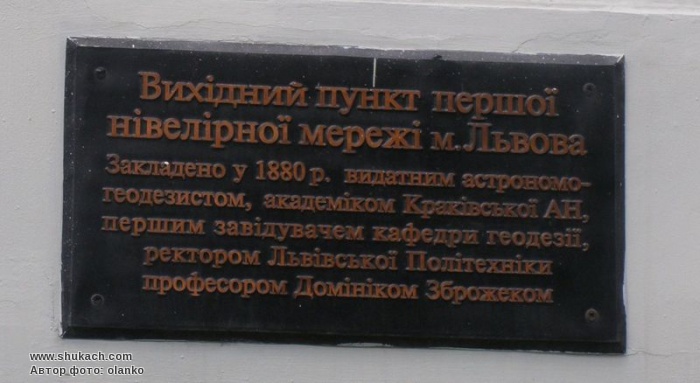 Вихідний пункт першої
нівелірної мережі м. Львова
Закладено у 1880 р. видатним астрономо-
геодезистом, академіком Краківської АН,
першим завідувачем кафедри геодезії,
ректором Львівської Політехніки
професором Домініком Зброжеком
www.shukach.com
Автор фото: olanko